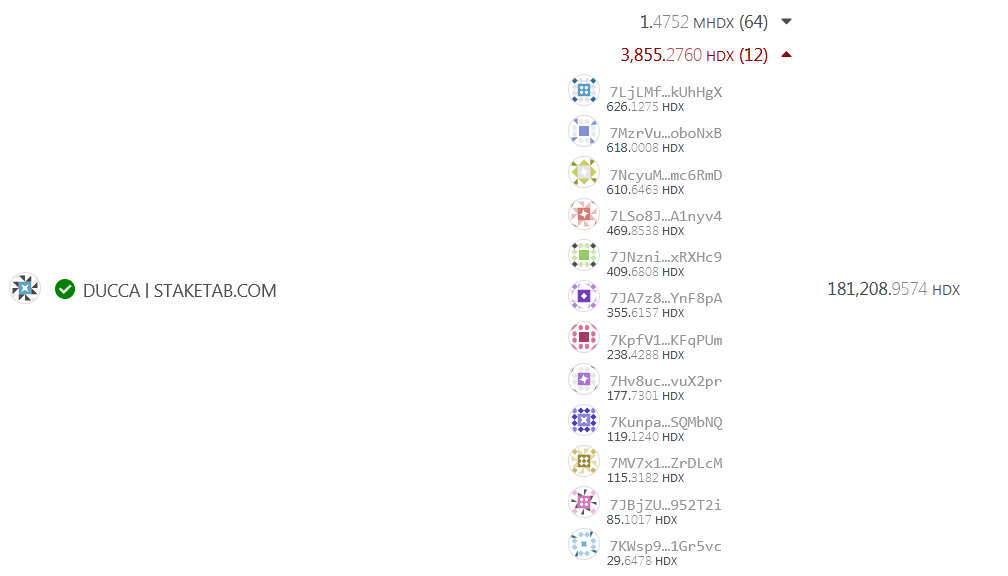 1.4752 MHDX (64)
3,855.2760 HDX (12)
7LjLMf…kUhHgX
626.1275 HDX
7MzrVu…oboNxB
618.0008 HDX
7NcyuM…mc6RmD
610.6463 HDX
7LSo8J…A1nyv4
469.8538 HDX
7JNzni…xRXHc9
409.6808 HDX
DUCCA | STAKETAB.COM
181,208.9574 HDX
7JA7z8…YnF8pA
355.6157 HDX
7KpfV1…KFqPUm
238.4288 HDX
7Hv8uc…vuX2pr
177.7301 HDX
7Kunpa…SQMbNQ
119.1240 HDX
7MV7x1…ZrDLcM
115.3182 HDX
7JBjZU…952T2i
85.1017 HDX
7KWsp9…1Gr5vc
29.6478 HDX